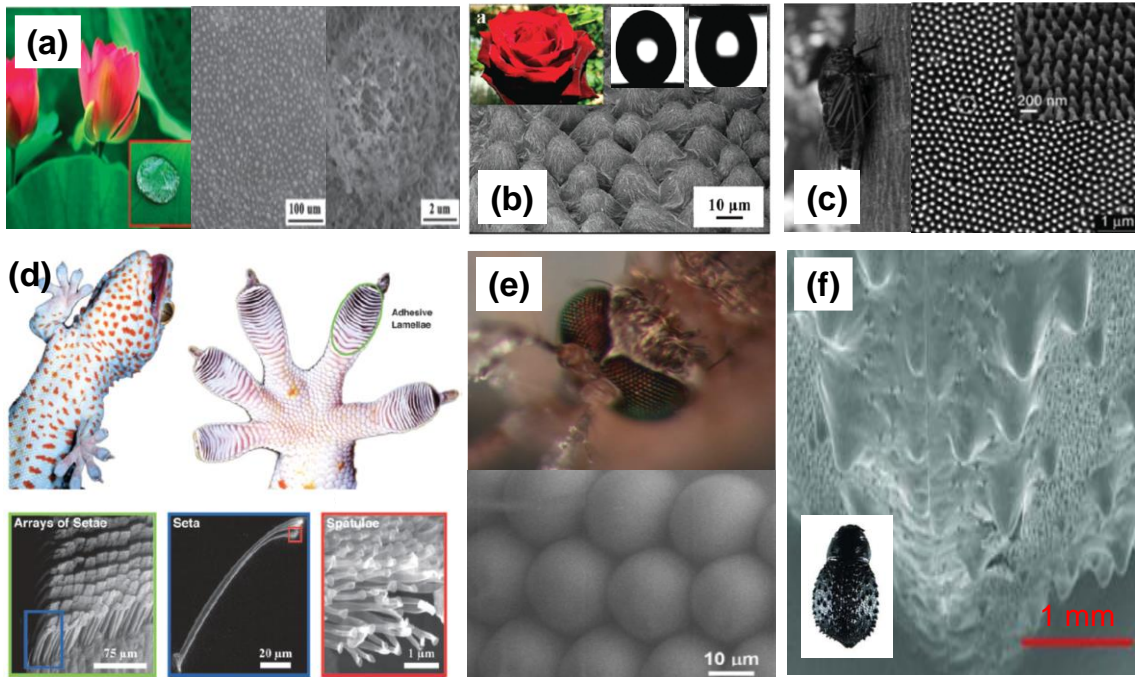 (a)
100 um
2 um
a
(b)
10 µm
(c)
200 nm
1 µm
(d)
Adhesive
Lamellae
Arrays of Setae
75 µm
Seta
20 µm
Spatulae
1 µm
(e)
10 µm
(f)
1 mm